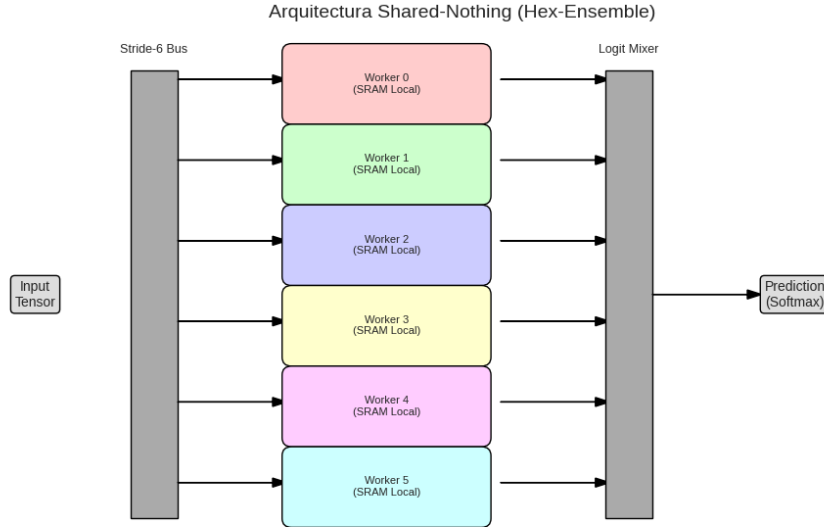 Arquitectura Shared-Nothing (Hex-Ensemble)
Stride-6 Bus
Logit Mixer
Input
Tensor
Worker 0
(SRAM Local)
Worker 1
(SRAM Local)
Worker 2
(SRAM Local)
Worker 3
(SRAM Local)
Worker 4
(SRAM Local)
Worker 5
(SRAM Local)
Prediction
(Softmax)